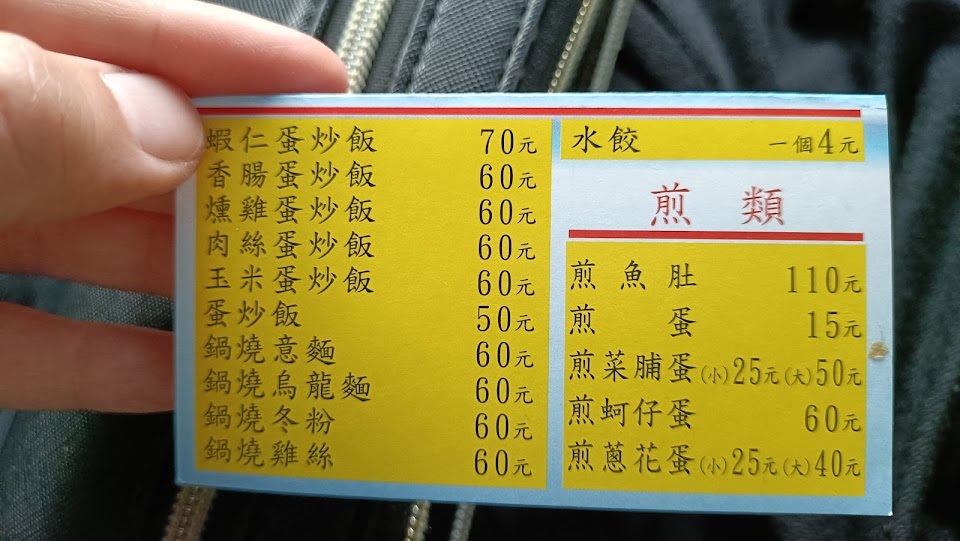 蝦仁蛋炒飯 70元
香腸蛋炒飯 60元
燻雞蛋炒飯 60元
肉絲蛋炒飯 60元
玉米蛋炒飯 60元
蛋炒飯 50元
鍋燒意麵 60元
鍋燒烏龍麵 60元
鍋燒冬粉 60元
鍋燒雞絲 60元
水餃 一個4元
煎類
煎魚肚 110元
煎蛋 15元
煎菜脯蛋(小)25元(大)50元
煎蚵仔蛋 60元
煎蔥花蛋(小)25元(大)40元